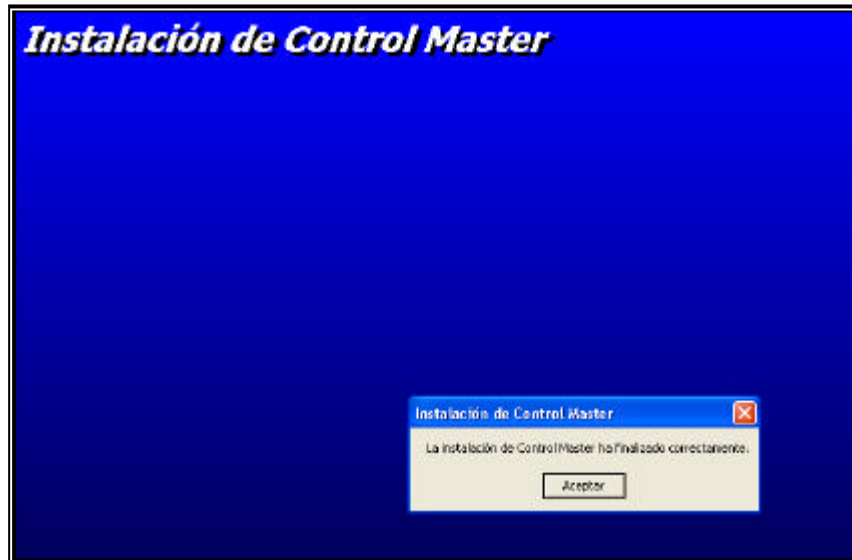 Instalación de Control Master
Instalación de Control Master
La instalación de Control Master ha finalizado correctamente.
Aceptar